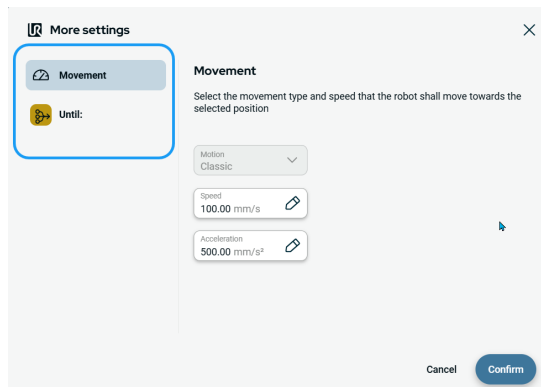 UR More settings
Movement
Until:
Movement
Select the movement type and speed that the robot shall move towards the
selected position
Motion
Classic
Speed
100.00 mm/s
Acceleration
500.00 mm/s²
Cancel
Confirm